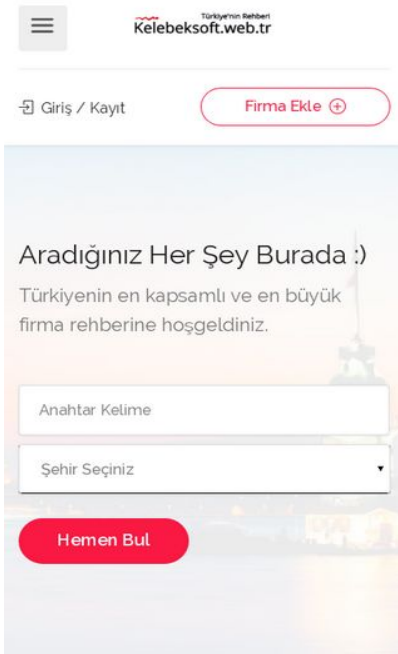 Türkiye'nin Rehberi
Kelebeksoft.web.tr
Giriş / Kayıt
Firma Ekle
Aradığınız Her Şey Burada :)
Türkiyenin en kapsamlı ve en büyük
firma rehberine hoşgeldiniz.
Anahtar Kelime
Şehir Seçiniz
Hemen Bul